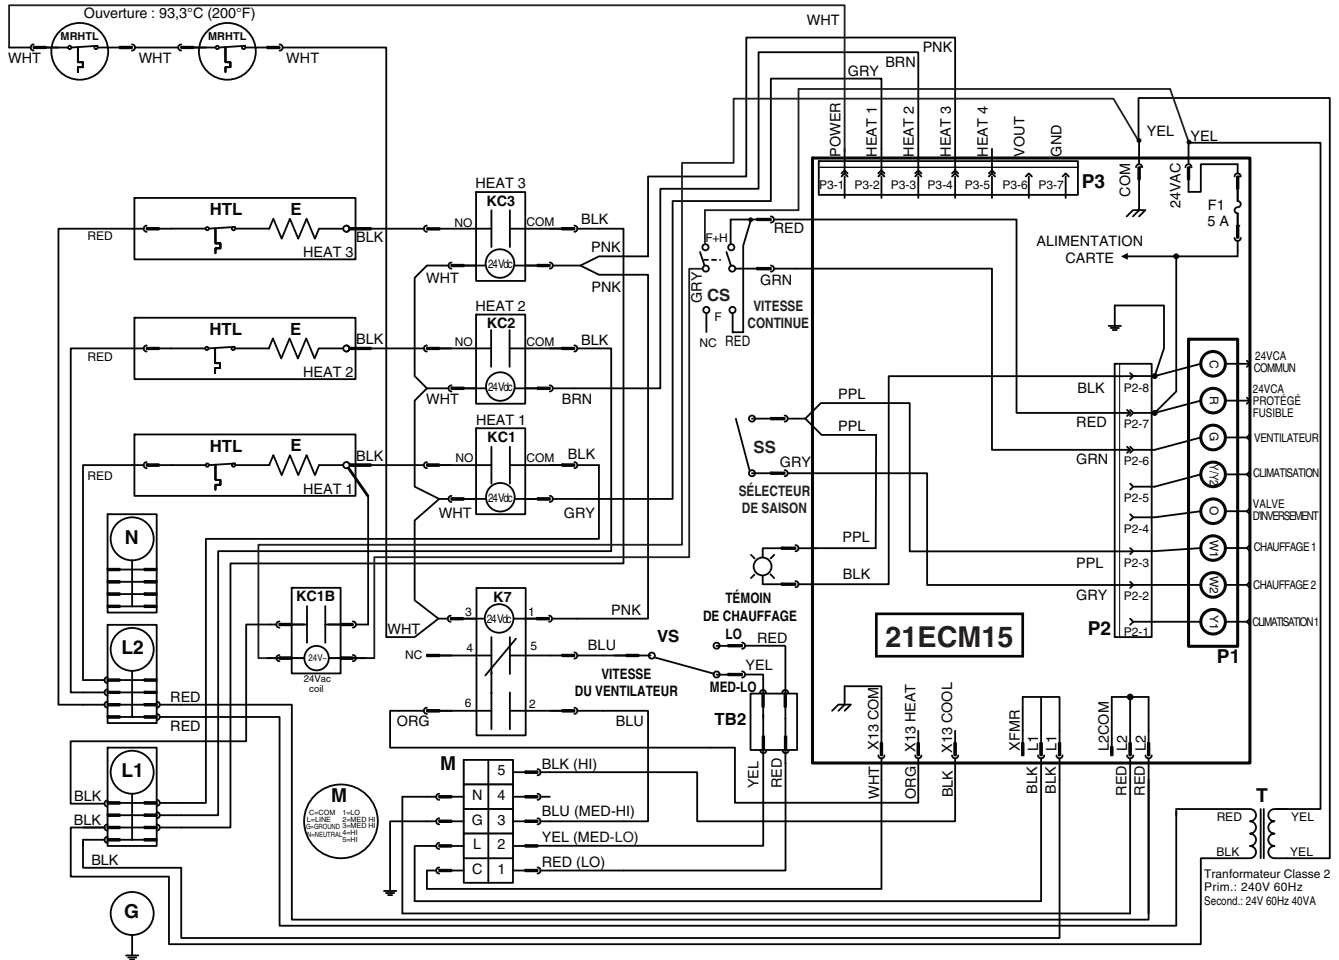 Ouverture : 93,3°C (200°F)
MRHTL
MRHTL
WHT
WHT
WHT
WHT
PNK
BRN
GRY
POWER
HEAT 1
HEAT 2
HEAT 3
HEAT 4
VOUT
GND
P3-1
P3-2
P3-3
P3-4
P3-5
P3-6
P3-7
P3
YEL
YEL
COM
24VAC
F1
5 A
ALIMENTATION
CARTE
HEAT 3
KC3
NO
COM
BLK
24Vdc
PNK
PNK
WHT
HTL
E
HEAT 3
RED
BLK
HEAT 2
KC2
NO
COM
BLK
24Vdc
WHT
BRN
HTL
E
HEAT 2
RED
BLK
HEAT 1
KC1
NO
COM
BLK
24Vdc
WHT
GRY
HTL
E
HEAT 1
RED
BLK
F+H
RED
GRN
GRY
CS
F
VITESSE
CONTINUE
NC
RED
BLK
RED
GRN
PPL
GRY
P2-8
P2-7
P2-6
P2-5
P2-4
P2-3
P2-2
P2-1
P2
C
R
G
Y/Y2
O
W1
W2
Y1
P1
24VCA
COMMUN
24VCA
PROTÉGÉ
FUSIBLE
VENTILATEUR
CLIMATISATION
VALVE
D'INVERSEMENT
CHAUFFAGE 1
CHAUFFAGE 2
CLIMATISATION 1
PPL
PPL
SS
GRY
SÉLECTEUR
DE SAISON
PPL
BLK
TÉMOIN
DE CHAUFFAGE
21ECM15
N
L2
RED
RED
L1
BLK
BLK
BLK
G
KC1B
24V~
24Vac
coil
K7
3
24Vdc
1
PNK
WHT
NC
4
5
BLU
6
2
ORG
BLU
VS
VITESSE
DU VENTILATEUR
LO
RED
YEL
MED-LO
TB2
YEL
RED
X13 COM
X13 HEAT
X13 COOL
WHT
ORG
BLK
XFMR
L1
L1
BLK
BLK
L2COM
L2
L2
RED
RED
M
5
BLK (HI)
N
4
G
3
BLU (MED-HI)
L
2
YEL (MED-LO)
C
1
RED (LO)
M
C=COM 1=LO
L=LINE 2=MED HI
G=GROUND 3=MED HI
N=NEUTRAL 4=HI
5=HI
T
RED
YEL
BLK
YEL
Tranformateur Classe 2
Prim.: 240V 60Hz
Second.: 24V 60Hz 40VA